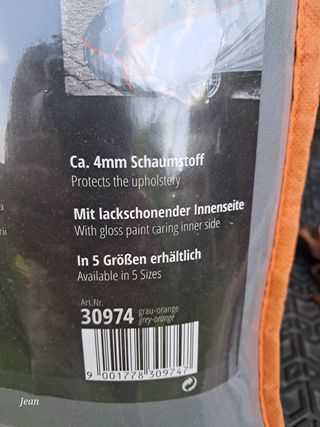 Ca. 4mm Schaumstoff
Protects the upholstery
Mit lackschonender Innenseite
With gloss paint caring inner side
In 5 Größen erhältlich
Available in 5 Sizes
Art.Nr.
30974 grau-orange
grey-orange
9 001778 309747
Jean